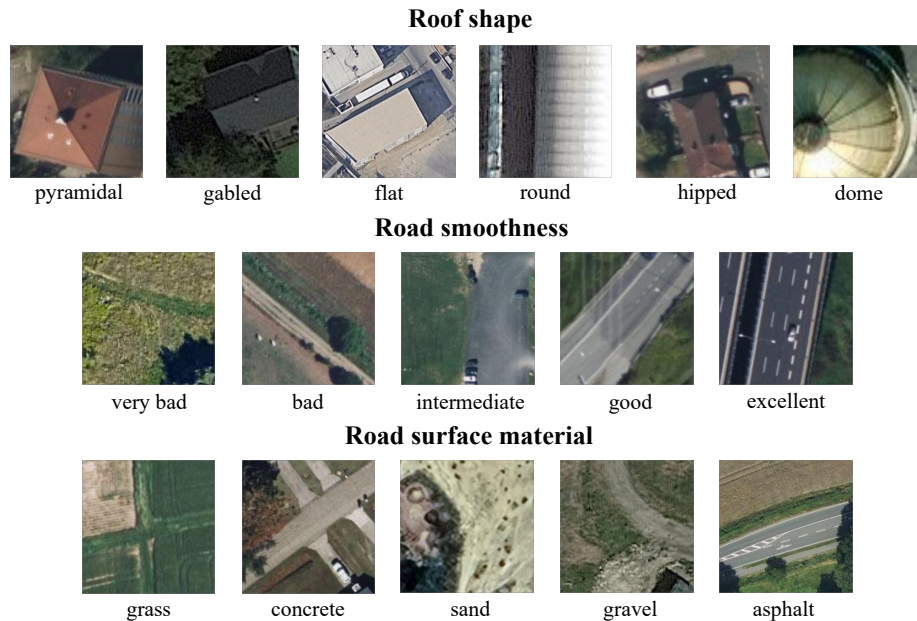 Roof shape
pyramidal gabled flat round hipped dome
Road smoothness
very bad bad intermediate good excellent
Road surface material
grass concrete sand gravel asphalt